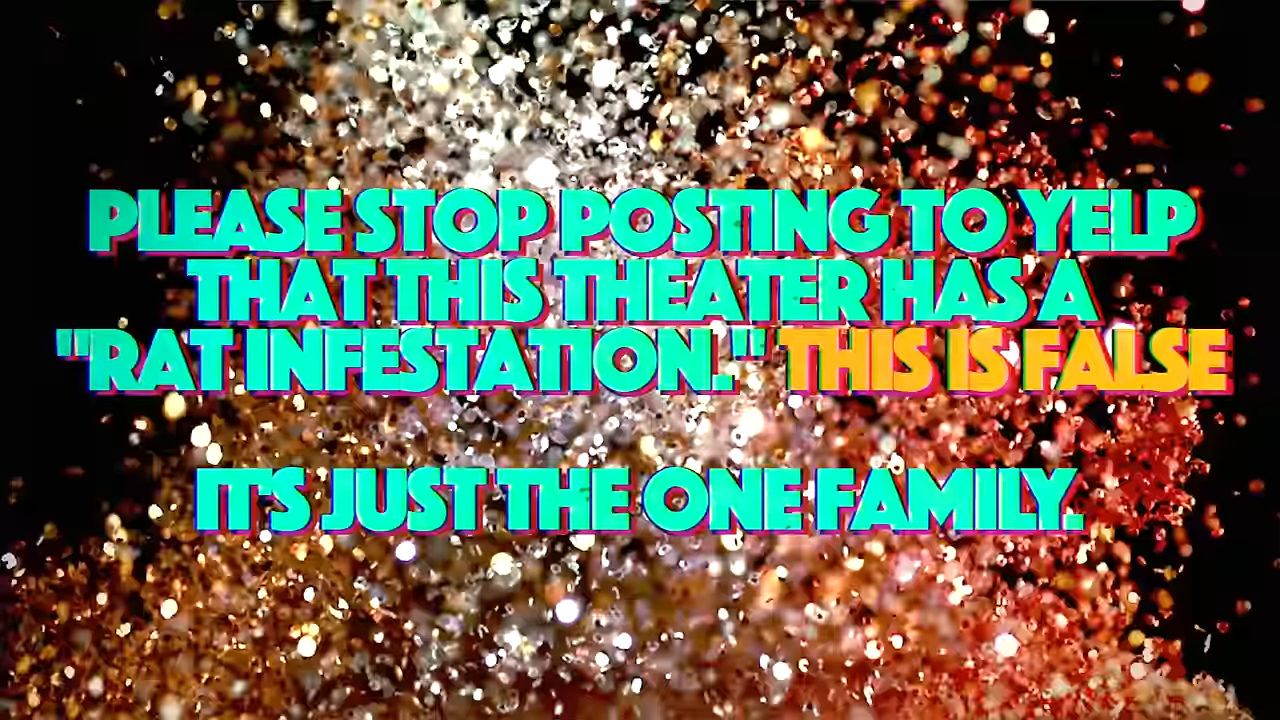 PLEASE STOP POSTING TO YELP
THAT THIS THEATER HAS A
"RAT INFESTATION." THIS IS FALSE
IT'S JUST THE ONE FAMILY.